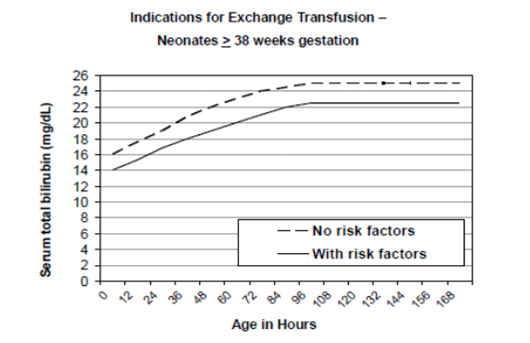 Indications for Exchange Transfusion –
Neonates ≥ 38 weeks gestation
Serum total bilirubin (mg/dL)
26
24
22
20
18
16
14
12
10
8
6
4
2
0
No risk factors
With risk factors
0 12 24 36 48 60 72 84 96 108 120 132 144 156 168
Age in Hours